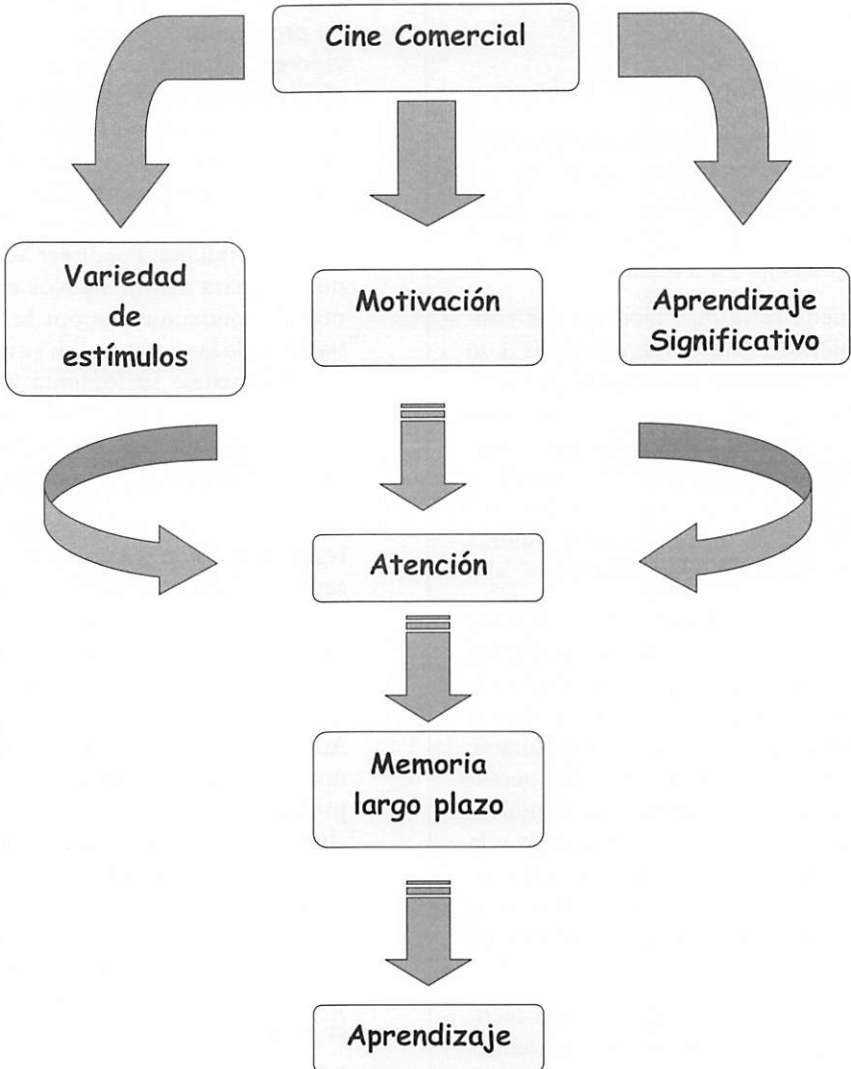 Cine Comercial
Variedad
de
estímulos
Motivación
Aprendizaje
Significativo
Atención
Memoria
largo plazo
Aprendizaje